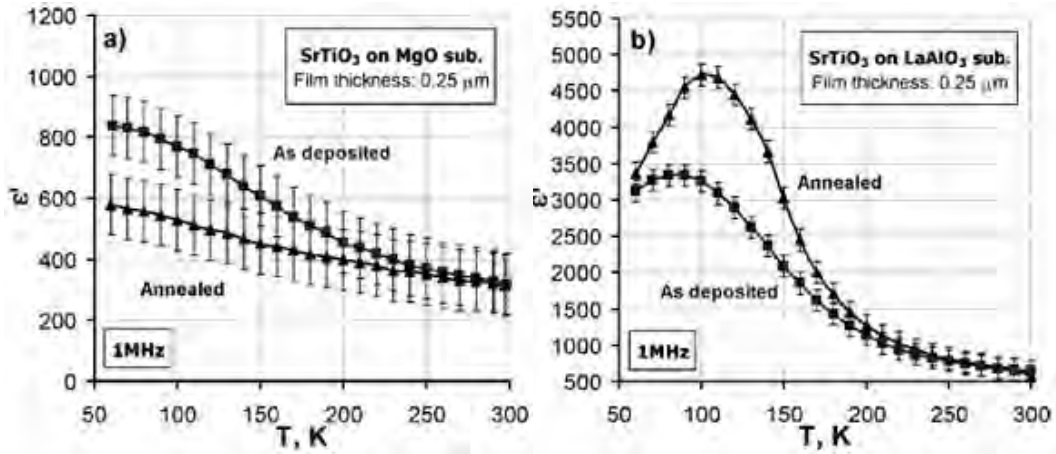 a)
SrTiO₃ on MgO sub.
Film thickness: 0.25 μm
As deposited
Annealed
1MHz
ε'
1200
1000
800
600
400
200
0
50 100 150 200 250 300
T, K
b)
SrTiO₃ on LaAlO₃ sub.
Film thickness: 0.25 μm
Annealed
As deposited
1MHz
ε'
5500
5000
4500
4000
3500
3000
2500
2000
1500
1000
500
50 100 150 200 250 300
T, K